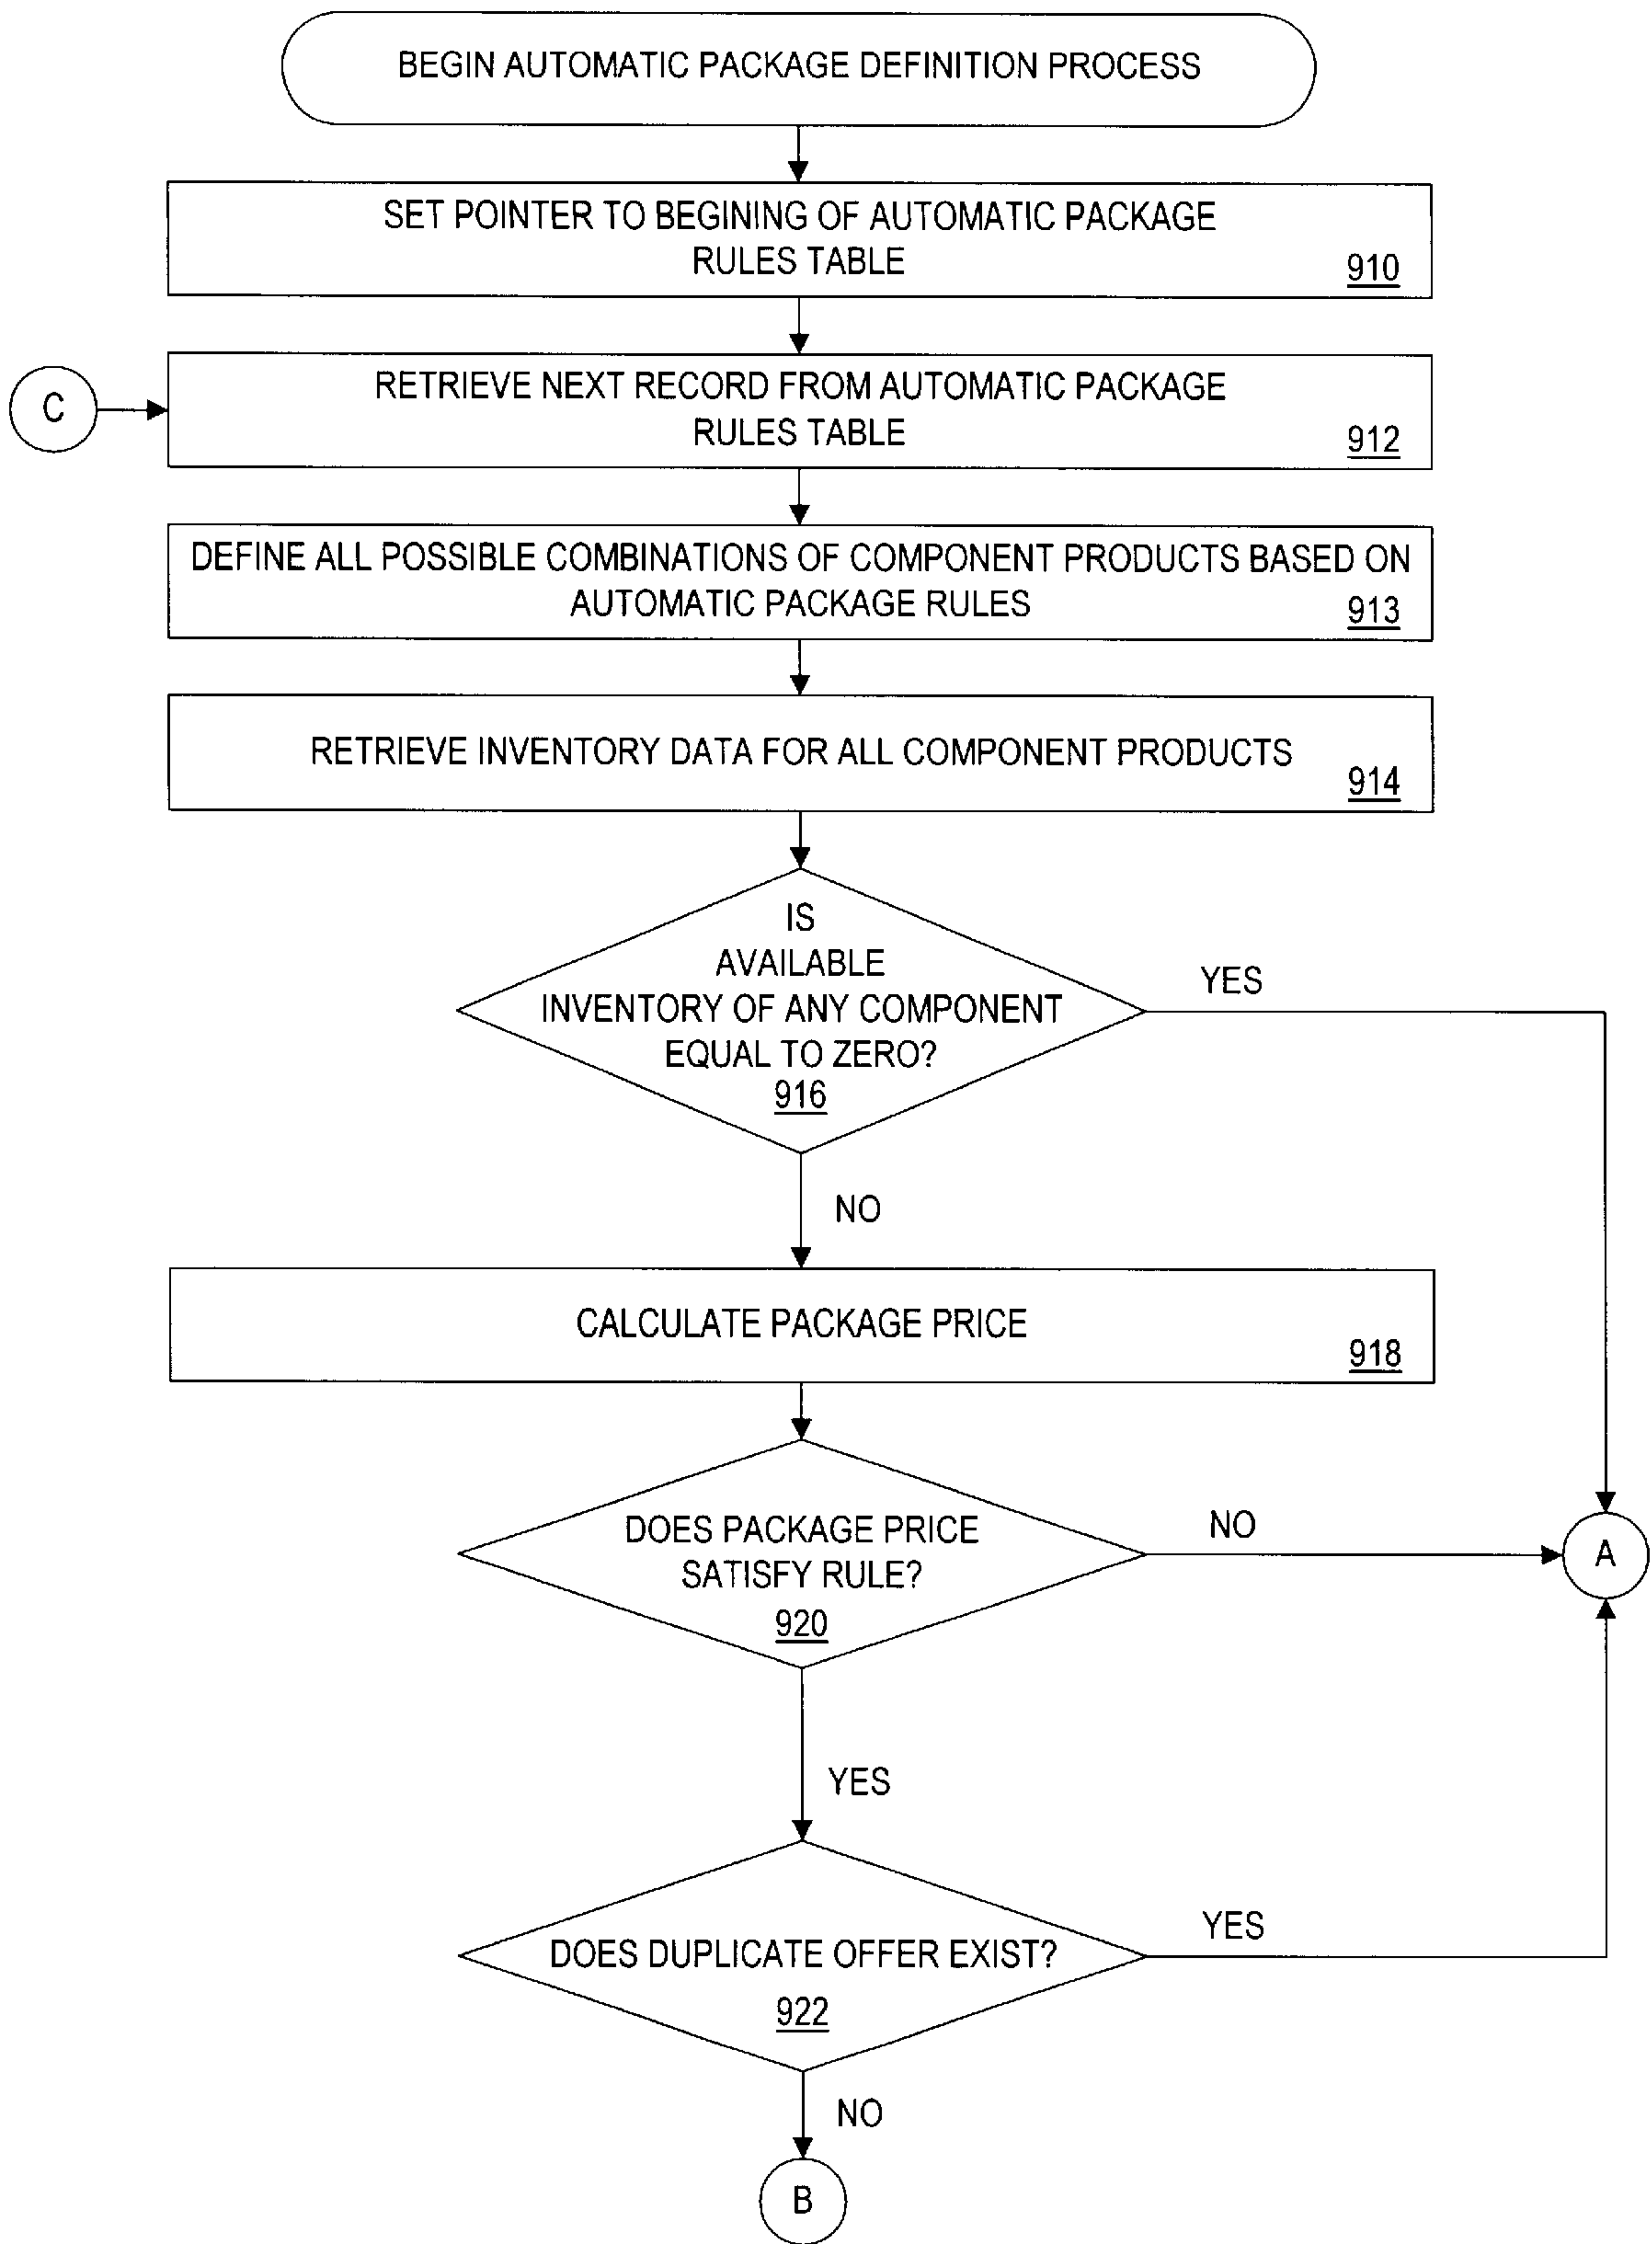 BEGIN AUTOMATIC PACKAGE DEFINITION PROCESS
SET POINTER TO BEGINING OF AUTOMATIC PACKAGE
RULES TABLE
910
C
RETRIEVE NEXT RECORD FROM AUTOMATIC PACKAGE
RULES TABLE
912
DEFINE ALL POSSIBLE COMBINATIONS OF COMPONENT PRODUCTS BASED ON
AUTOMATIC PACKAGE RULES
913
RETRIEVE INVENTORY DATA FOR ALL COMPONENT PRODUCTS
914
IS
AVAILABLE
INVENTORY OF ANY COMPONENT
EQUAL TO ZERO?
916
YES
NO
CALCULATE PACKAGE PRICE
918
DOES PACKAGE PRICE
SATISFY RULE?
920
NO
A
YES
DOES DUPLICATE OFFER EXIST?
922
YES
NO
B